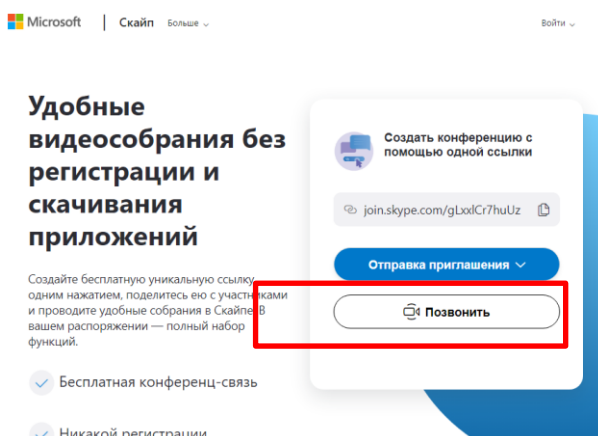 Microsoft | Скайп Больше Войти
Удобные
видеособрания без
регистрации и
скачивания
приложений
Создайте бесплатную уникальную ссылку
одним нажатием, поделитесь ею с участниками
и проводите удобные собрания в Скайпе. В
вашем распоряжении — полный набор
функций.
Бесплатная конференц-связь
Никакой регистрации
Создать конференцию с
помощью одной ссылки
join.skype.com/gLxxlCr7huUz
Отправка приглашения
Позвонить